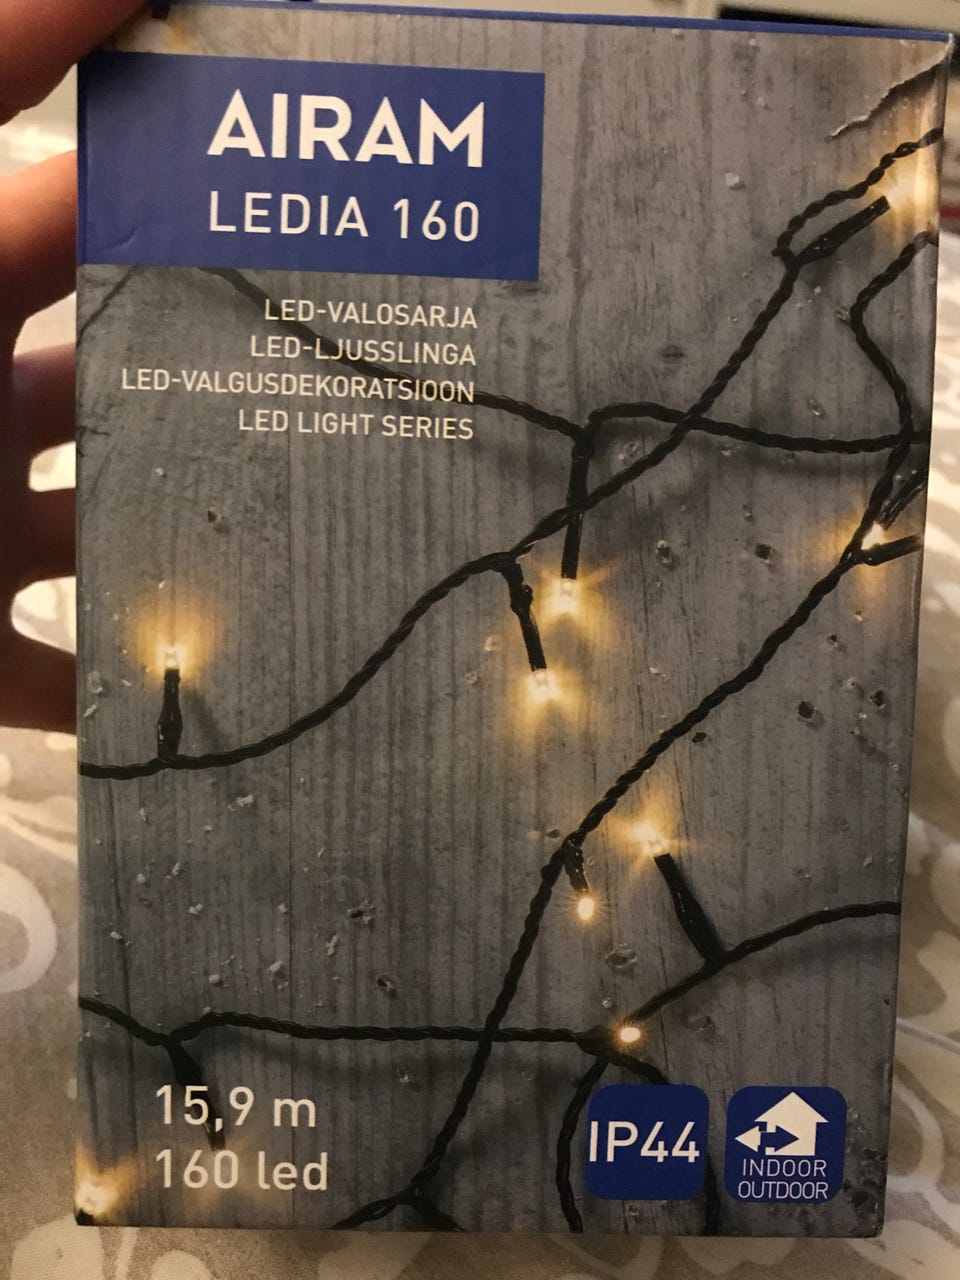 AIRAM
LEDIA 160
LED-VALOSARJA
LED-LJUSSLINGA
LED-VALGUSDEKORATSIOON
LED LIGHT SERIES
15,9 m
160 led
IP44
INDOOR
OUTDOOR